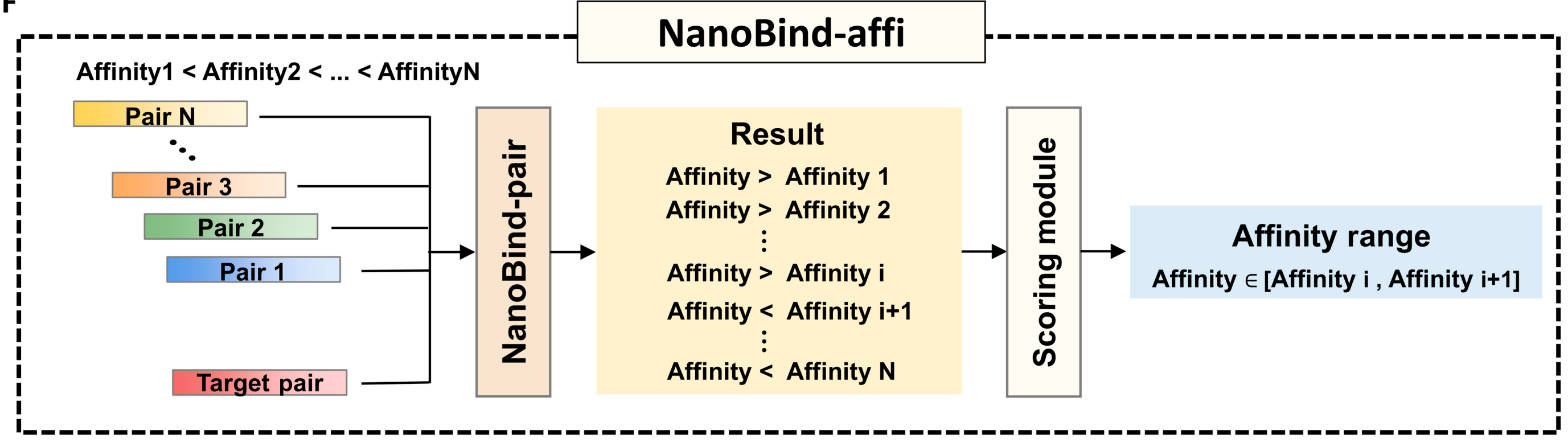 F
NanoBind-affi
Affinity1 < Affinity2 < ... < AffinityN
Pair N
Pair 3
Pair 2
Pair 1
Target pair
NanoBind-pair
Result
Affinity > Affinity 1
Affinity > Affinity 2
⋮
Affinity > Affinity i
Affinity < Affinity i+1
⋮
Affinity < Affinity N
Scoring module
Affinity range
Affinity ∈ [Affinity i , Affinity i+1]